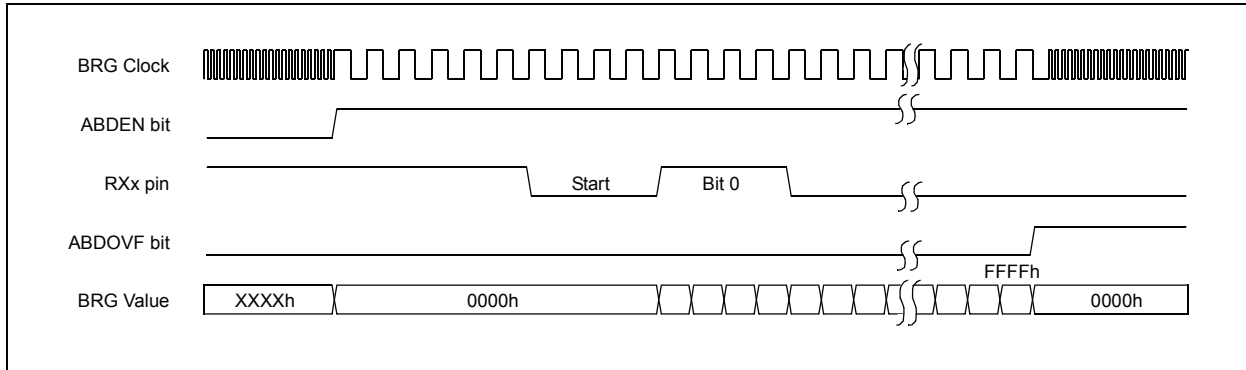 BRG Clock
ABDEN bit
RXx pin
Start
Bit 0
ABDOVF bit
FFFFh
BRG Value
XXXXh
0000h
0000h